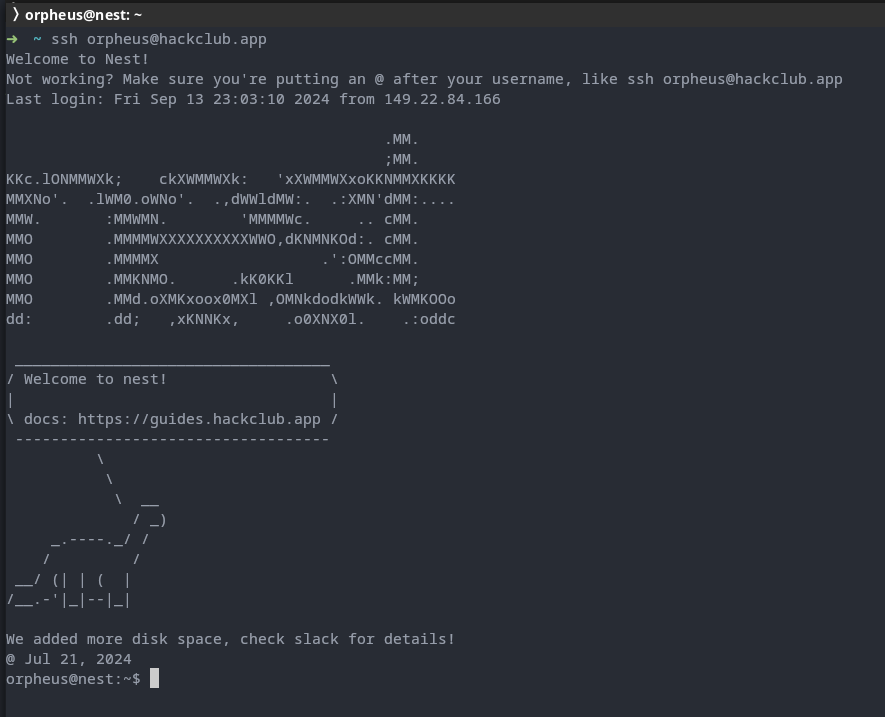 ❭ orpheus@nest: ~
➜  ~ ssh orpheus@hackclub.app
Welcome to Nest!
Not working? Make sure you're putting an @ after your username, like ssh orpheus@hackclub.app
Last login: Fri Sep 13 23:03:10 2024 from 149.22.84.166

                                          .MM.
                                          ;MM.
KKc.lONMMWXk;    ckXWMMWXk:   'xXWMMWXxoKKNMMXKKKK
MMXNo'.  .lWM0.oWNo'.  .,dWWldMW:.  .:XMN'dMM:....
MMW.       :MMWMN.        'MMMMWc.     .. cMM.
MMO        .MMMMWXXXXXXXXXXWWO,dKNMNKOd:. cMM.
MMO        .MMMMX                  .':OMMccMM.
MMO        .MMKNMO.      .kK0KKl      .MMk:MM;
MMO        .MMd.oXMKxoox0MXl ,OMNkdodkWWk. kWMKOOo
dd:        .dd;   ,xKNNKx,     .o0XNX0l.    .:oddc

 ___________________________________
/ Welcome to nest!                  \
|                                   |
\ docs: https://guides.hackclub.app /
 -----------------------------------
          \
           \
            \  __
              / _)
     _.----._/ /
    /         /
 __/ (| | (  |
/__.-'|_|--|_|

We added more disk space, check slack for details!
@ Jul 21, 2024
orpheus@nest:~$